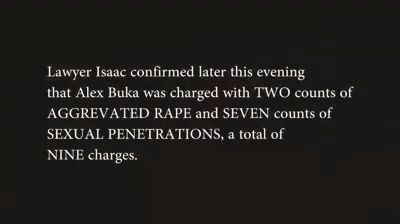 Lawyer Isaac confirmed later this evening
that Alex Buka was charged with TWO counts of
AGGREVATED RAPE and SEVEN counts of
SEXUAL PENETRATIONS, a total of
NINE charges.